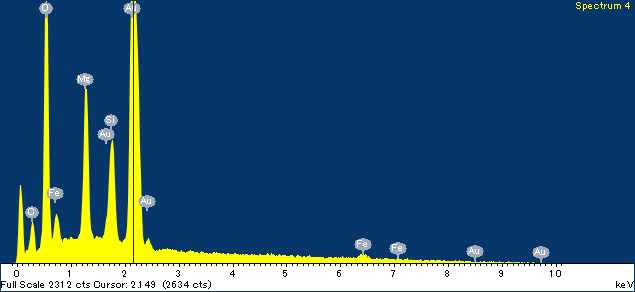 Spectrum 4
O
Au
Mg
Si
Au
Fe
Au
C
Fe
Fe
Au
Au
0 1 2 3 4 5 6 7 8 9 10
Full Scale 2312 cts Cursor: 2.149 (2634 cts)
keV